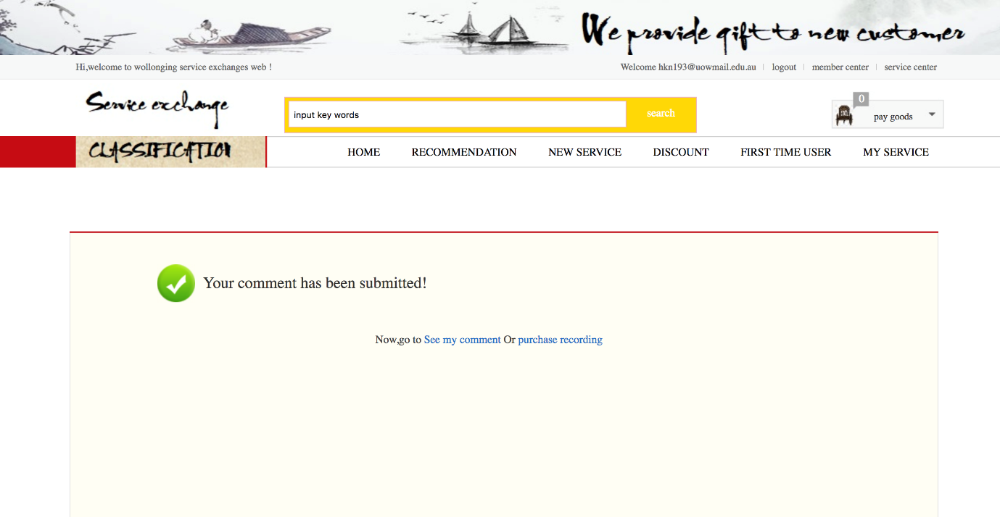 We provide gift to new customer
Hi,welcome to wollonging service exchanges web !
Welcome hkn193@uowmail.edu.au
logout
member center
service center
Service exchange
input key words
search
0
pay goods
CLASSIFICATION
HOME
RECOMMENDATION
NEW SERVICE
DISCOUNT
FIRST TIME USER
MY SERVICE
Your comment has been submitted!
Now,go to See my comment Or purchase recording